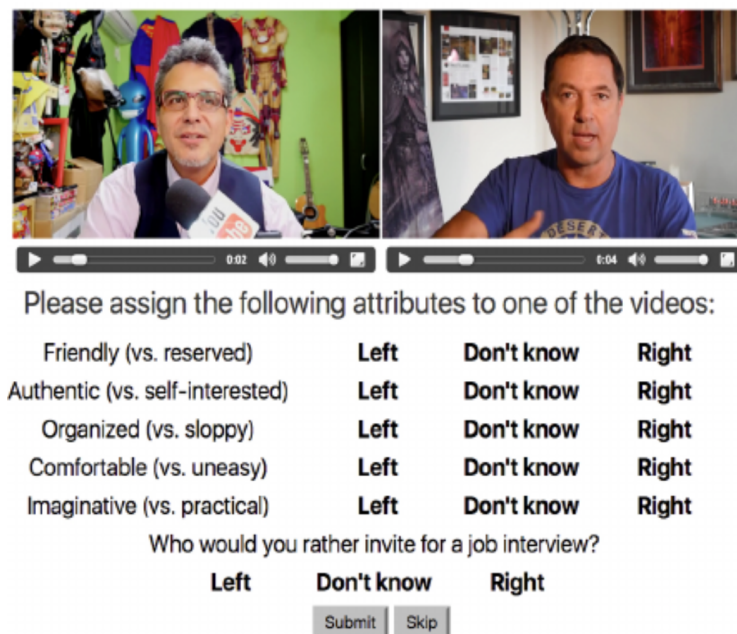 YOU
Tube
DESERT
0:02
0:04
Please assign the following attributes to one of the videos:
Friendly (vs. reserved) Left Don't know Right
Authentic (vs. self-interested) Left Don't know Right
Organized (vs. sloppy) Left Don't know Right
Comfortable (vs. uneasy) Left Don't know Right
Imaginative (vs. practical) Left Don't know Right
Who would you rather invite for a job interview?
Left Don't know Right
Submit Skip